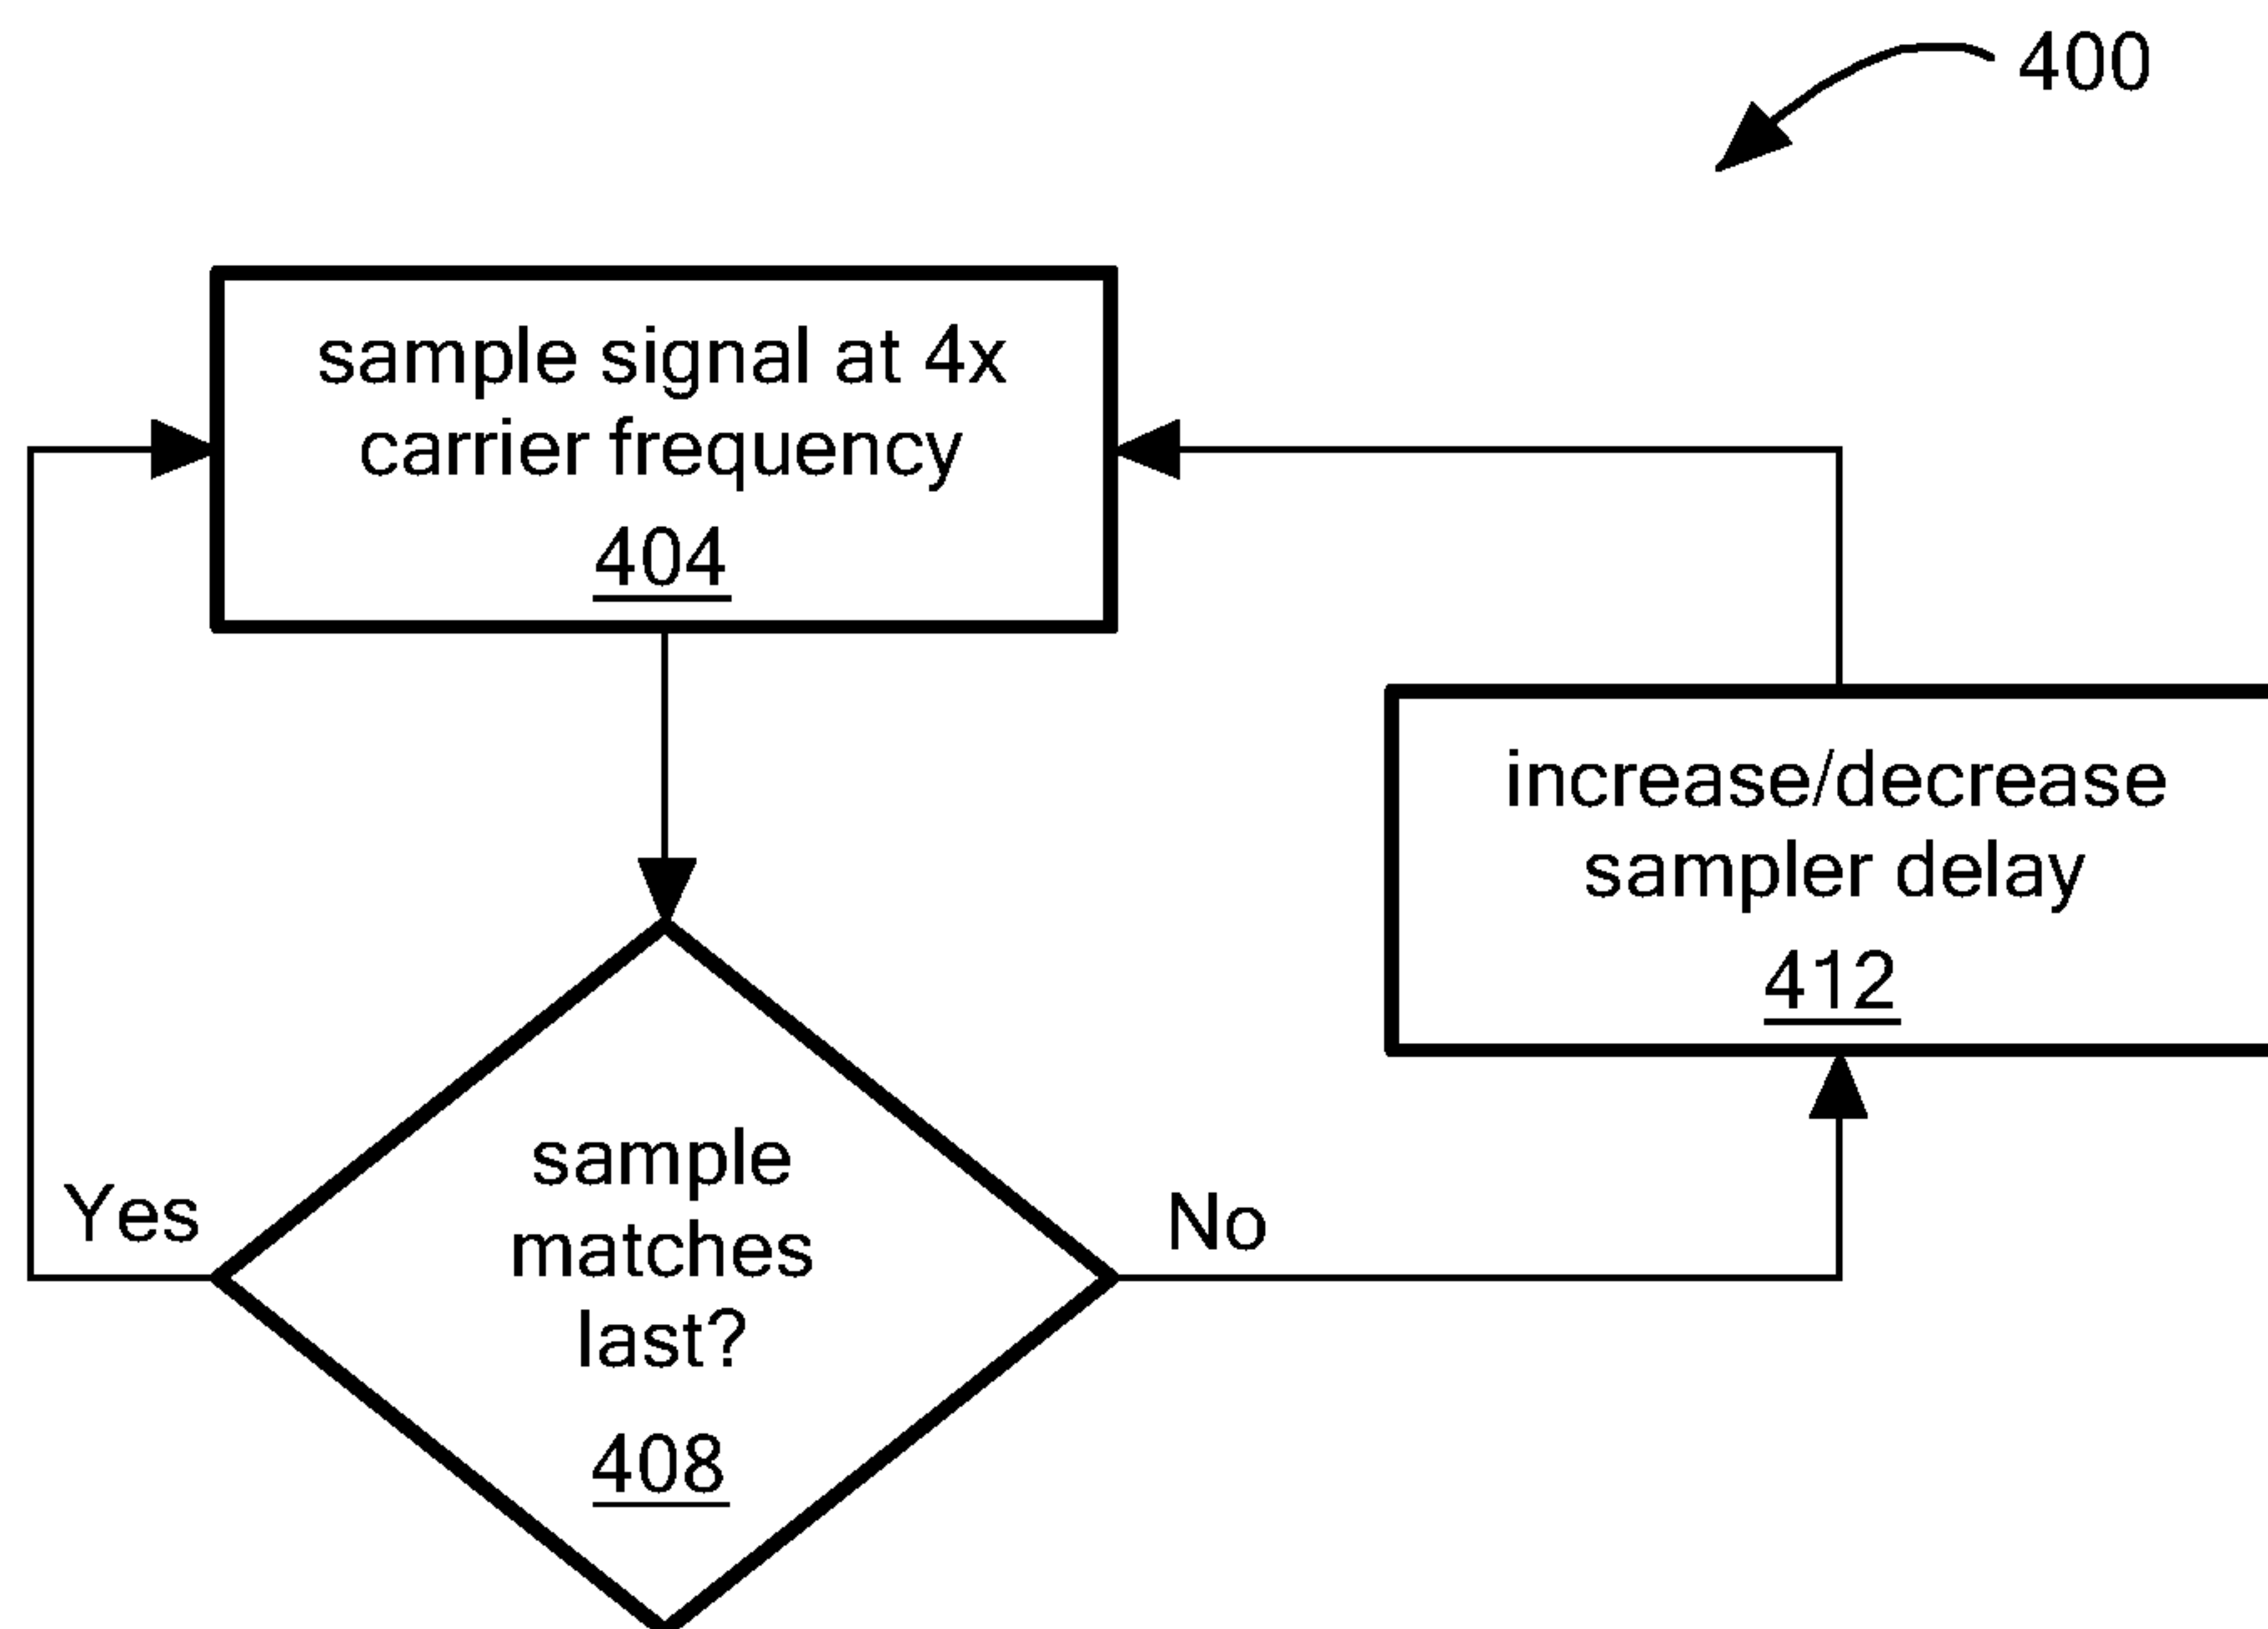 400
sample signal at 4x
carrier frequency
404
increase/decrease
sampler delay
412
sample
matches
last?
408
Yes
No